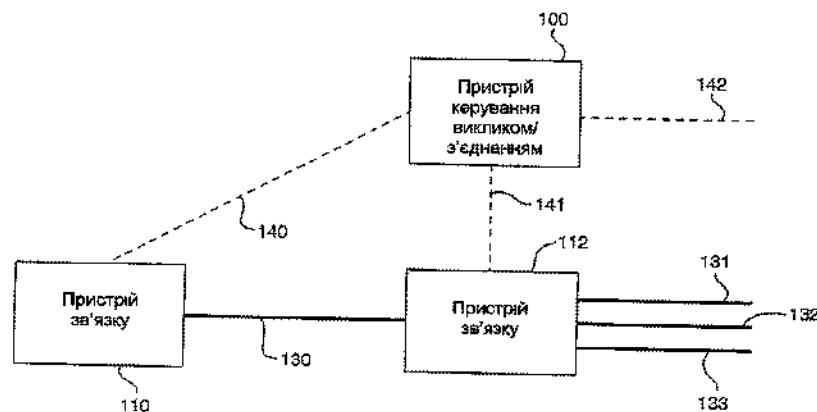 100
Пристрій
керування
викликом/
з'єднанням
142
140
141
112
Пристрій
зв'язку
130
Пристрій
зв'язку
131
132
133
110